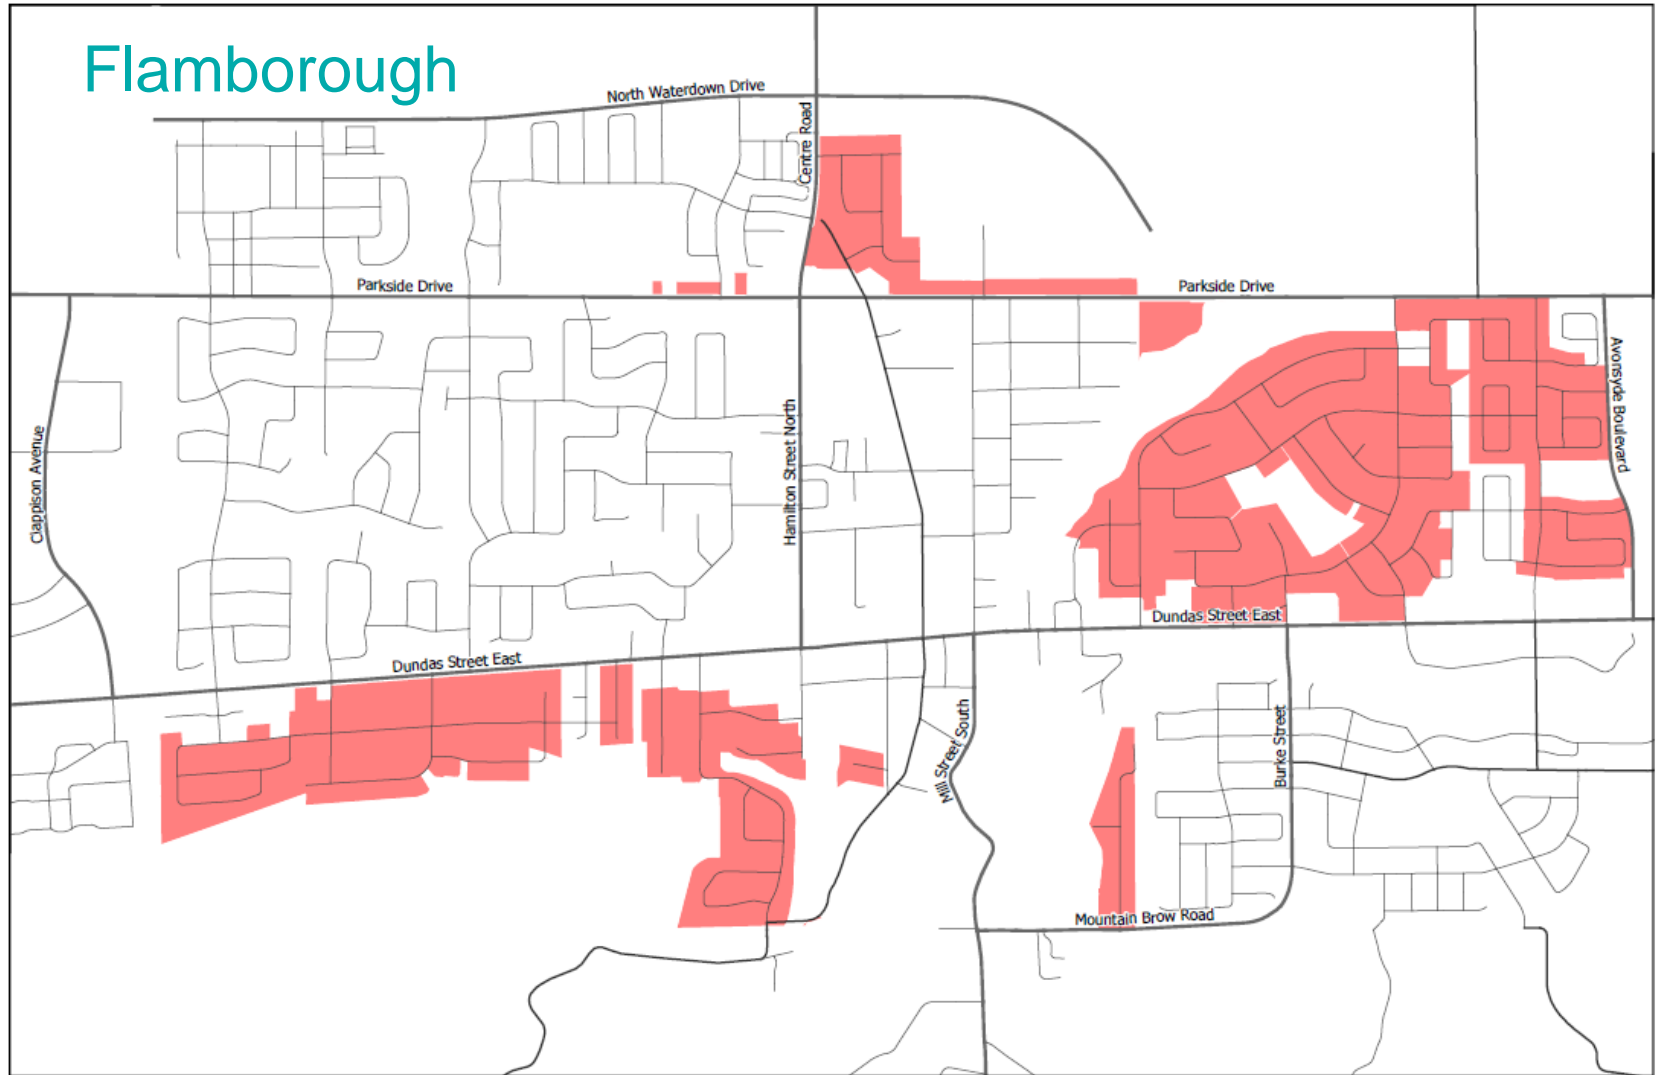 Flamborough
North Waterdown Drive
Centre Road
Parkside Drive
Parkside Drive
Avonsyde Boulevard
Clappison Avenue
Hamilton Street North
Dundas Street East
Dundas Street East
Mill Street South
Burke Street
Mountain Brow Road